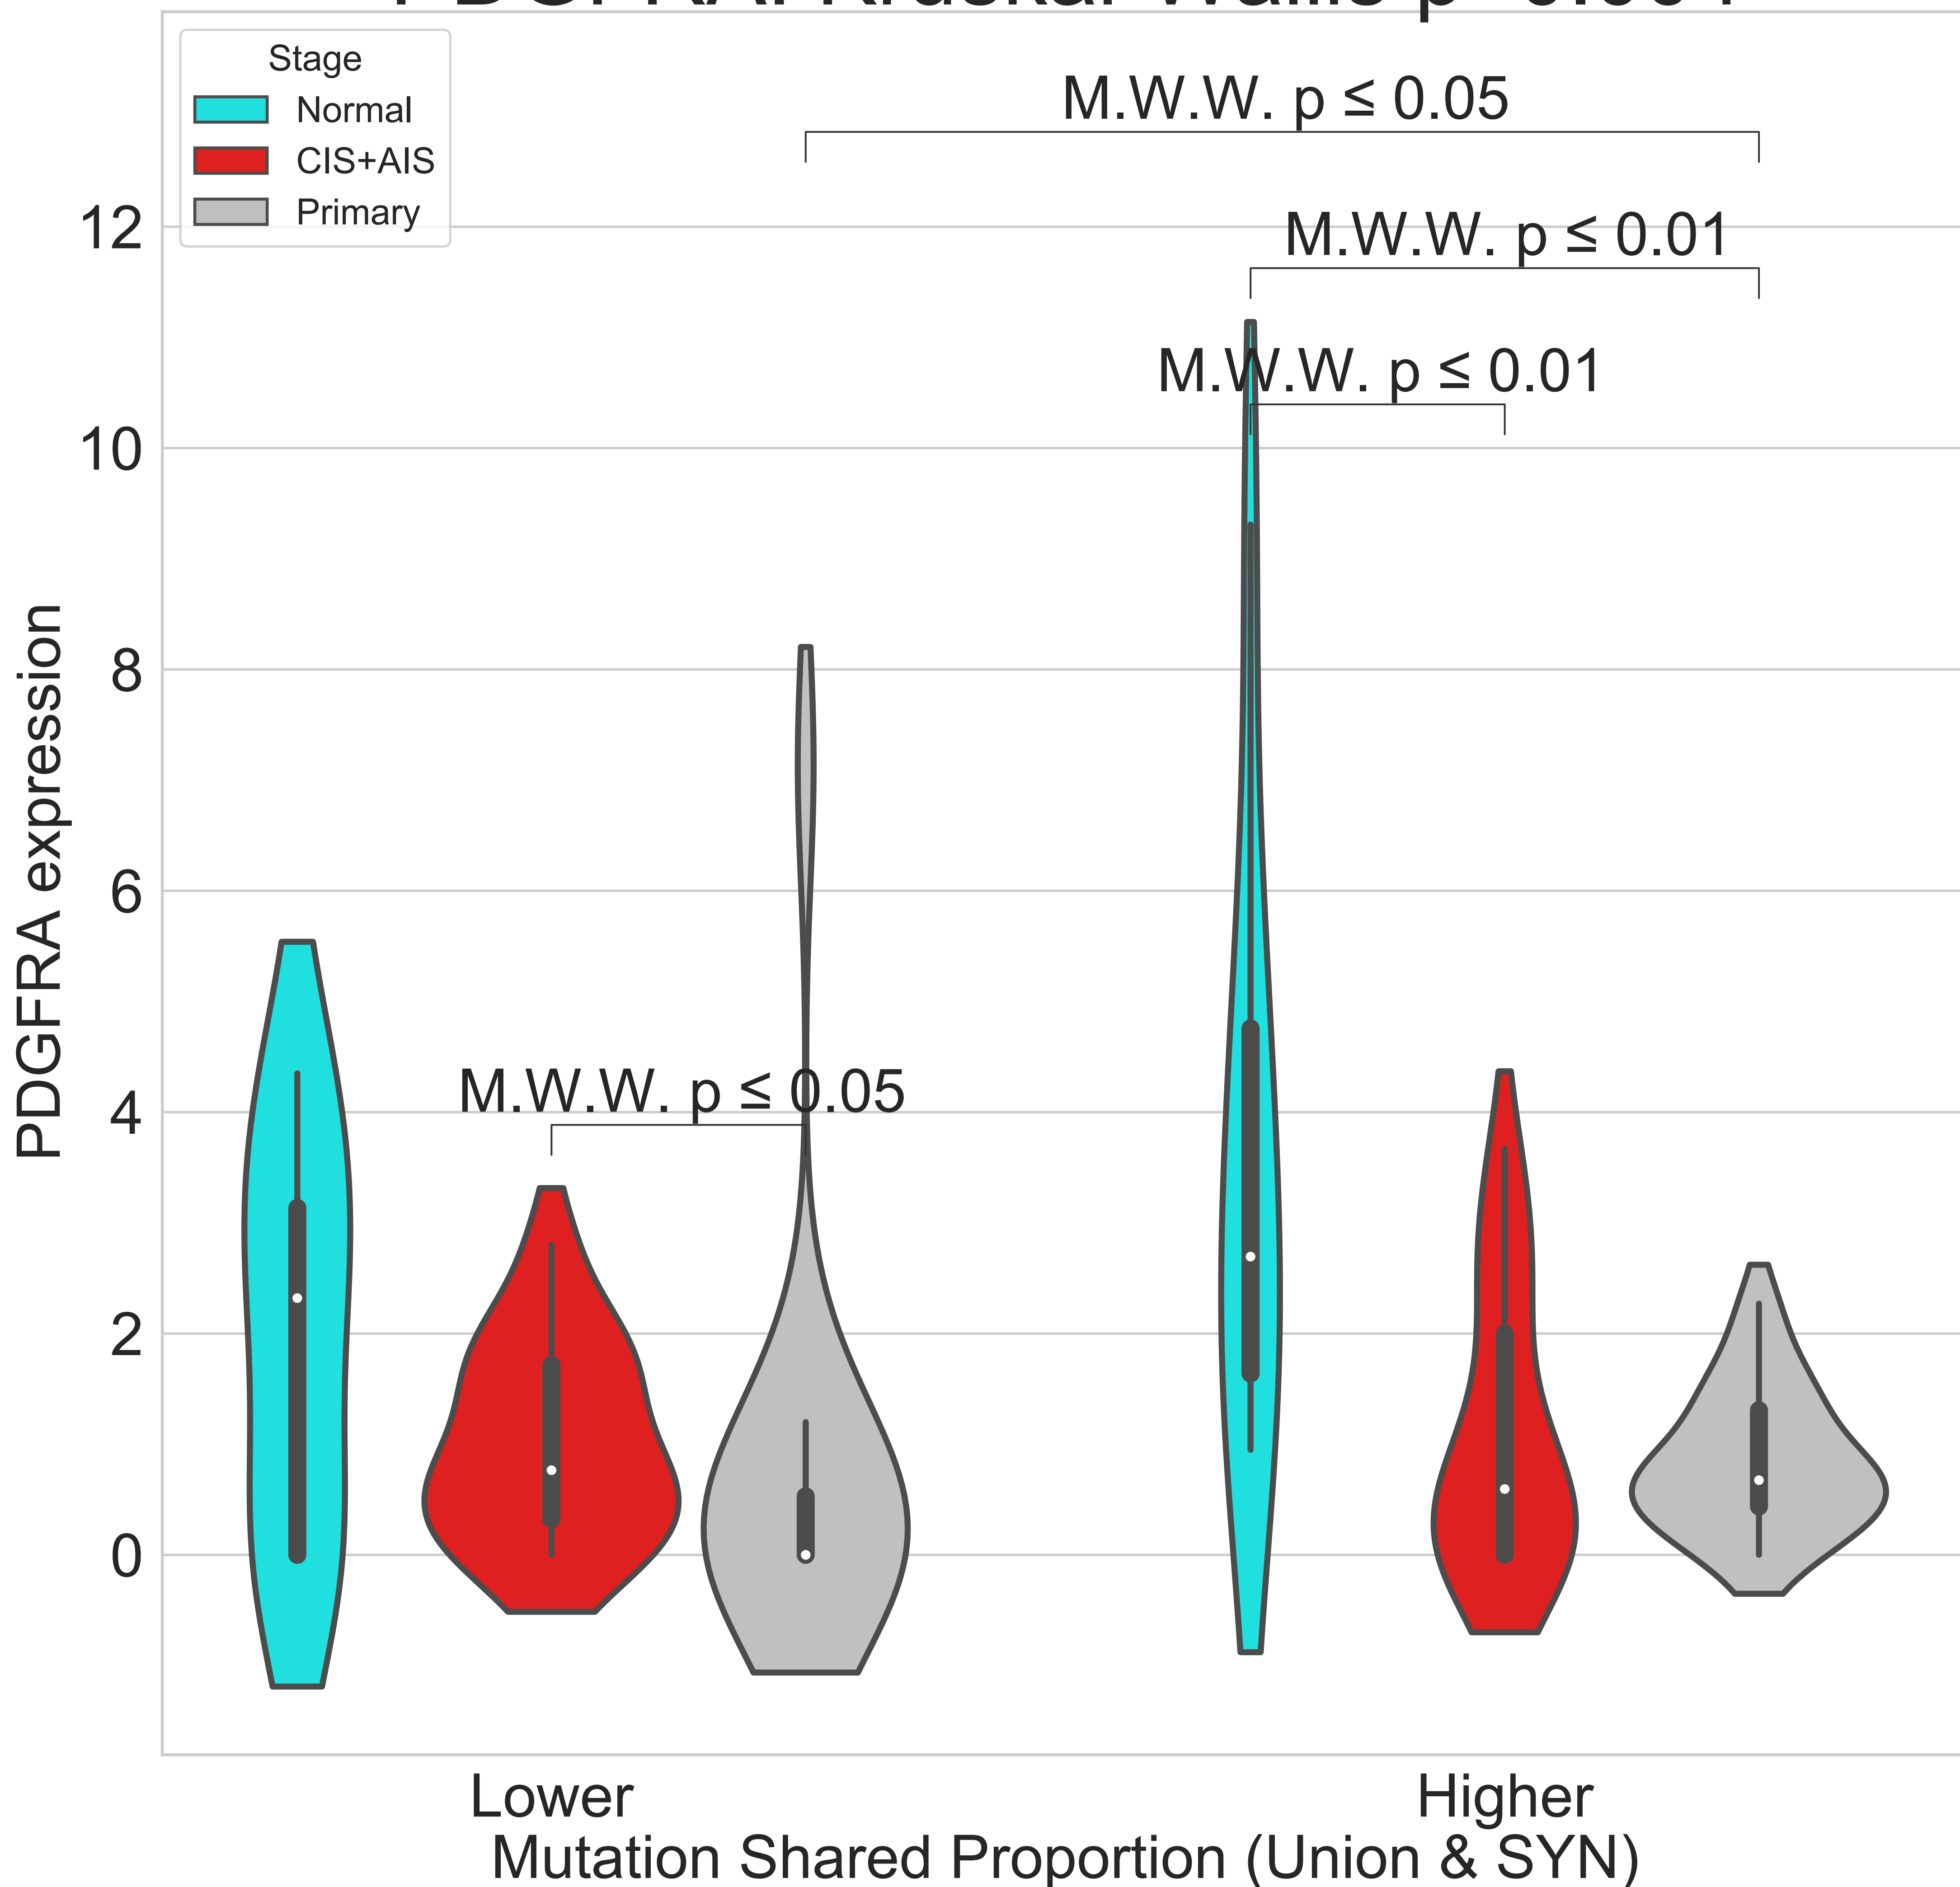 Stage
Normal
CIS+AIS
Primary
M.W.W. p ≤ 0.05
M.W.W. p ≤ 0.01
M.W.W. p ≤ 0.01
M.W.W. p ≤ 0.05
12
10
8
6
4
2
0
PDGFRA expression
Lower
Higher
Mutation Shared Proportion (Union & SYN)